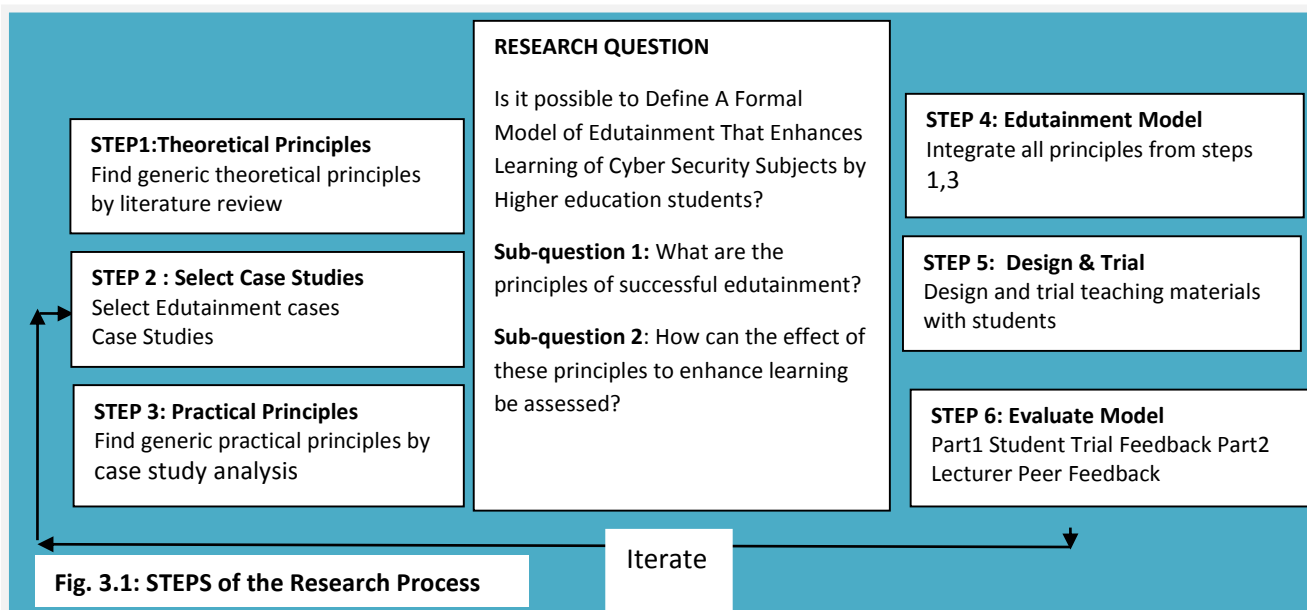 STEP1:Theoretical Principles
Find generic theoretical principles
by literature review
STEP 2 : Select Case Studies
Select Edutainment cases
Case Studies
STEP 3: Practical Principles
Find generic practical principles by
case study analysis
RESEARCH QUESTION
Is it possible to Define A Formal
Model of Edutainment That Enhances
Learning of Cyber Security Subjects by
Higher education students?
Sub-question 1: What are the
principles of successful edutainment?
Sub-question 2: How can the effect of
these principles to enhance learning
be assessed?
STEP 4: Edutainment Model
Integrate all principles from steps
1,3
STEP 5: Design & Trial
Design and trial teaching materials
with students
STEP 6: Evaluate Model
Part1 Student Trial Feedback Part2
Lecturer Peer Feedback
Iterate
Fig. 3.1: STEPS of the Research Process